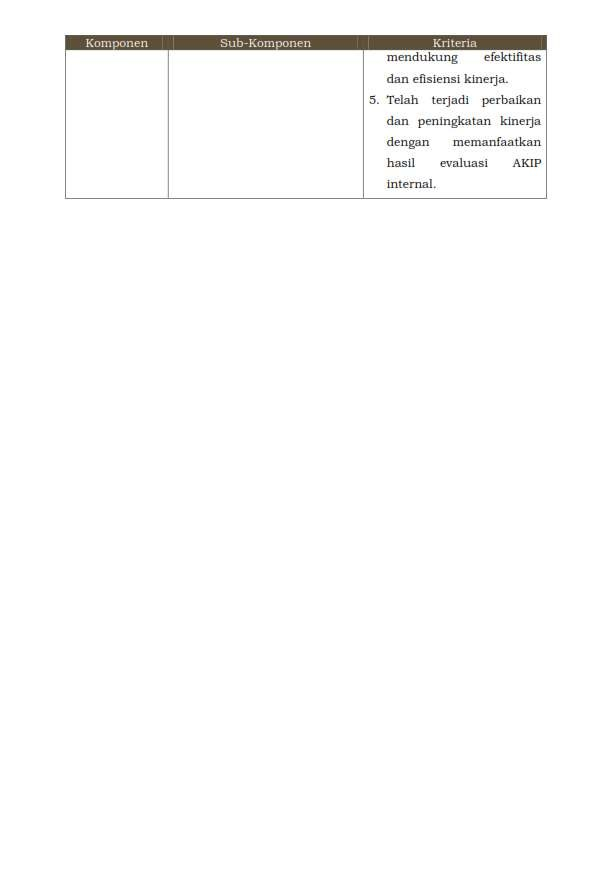 Komponen Sub-Komponen Kriteria
mendukung efektifitas
dan efisiensi kinerja.
5. Telah terjadi perbaikan
dan peningkatan kinerja
dengan memanfaatkan
hasil evaluasi AKIP
internal.